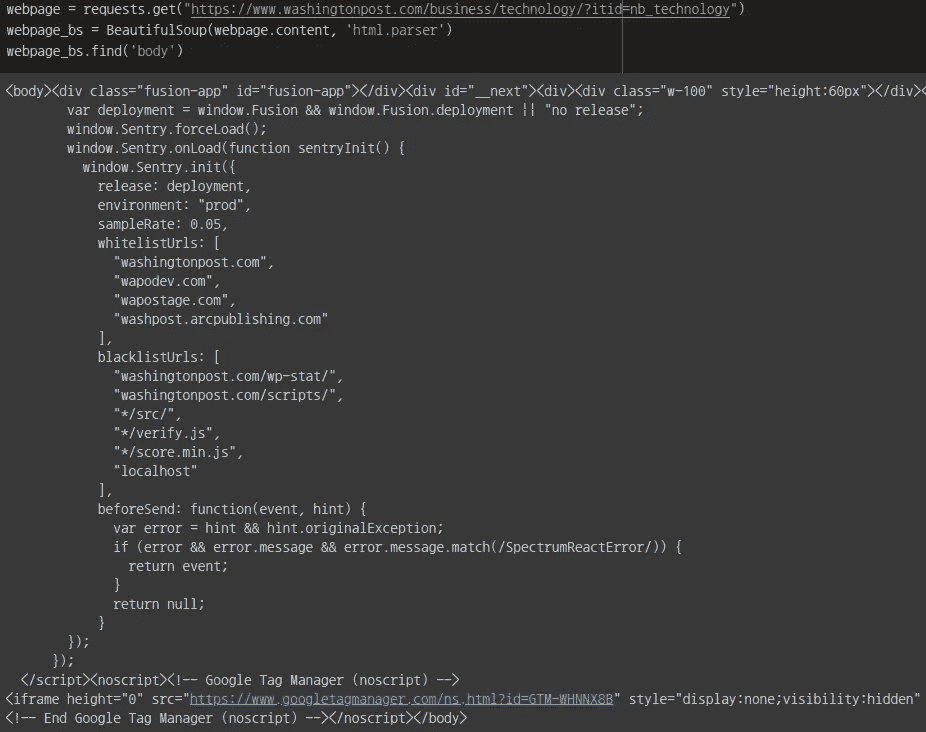 webpage = requests.get("https://www.washingtonpost.com/business/technology/?itid=nb_technology")
webpage_bs = BeautifulSoup(webpage.content, 'html.parser')
webpage_bs.find('body')
<body><div class="fusion-app" id="fusion-app"></div><div id="__next"><div><div class="w-100" style="height:60px"></div><
var deployment = window.Fusion && window.Fusion.deployment || "no release";
window.Sentry.forceLoad();
window.Sentry.onLoad(function sentryInit() {
window.Sentry.init({
release: deployment,
environment: "prod",
sampleRate: 0.05,
whitelistUrls: [
"washingtonpost.com",
"wapodev.com",
"wapostage.com",
"washpost.arcpublishing.com"
],
blacklistUrls: [
"washingtonpost.com/wp-stat/",
"washingtonpost.com/scripts/",
"*/src/",
"*/verify.js",
"*/score.min.js",
"localhost"
],
beforeSend: function(event, hint) {
var error = hint && hint.originalException;
if (error && error.message && error.message.match(/SpectrumReactError/)) {
return event;
}
return null;
}
});
});
</script><noscript><!-- Google Tag Manager (noscript) -->
<iframe height="0" src="https://www.googletagmanager.com/ns.html?id=GTM-WHNNX8B" style="display:none;visibility:hidden"
<!-- End Google Tag Manager (noscript) --></noscript></body>